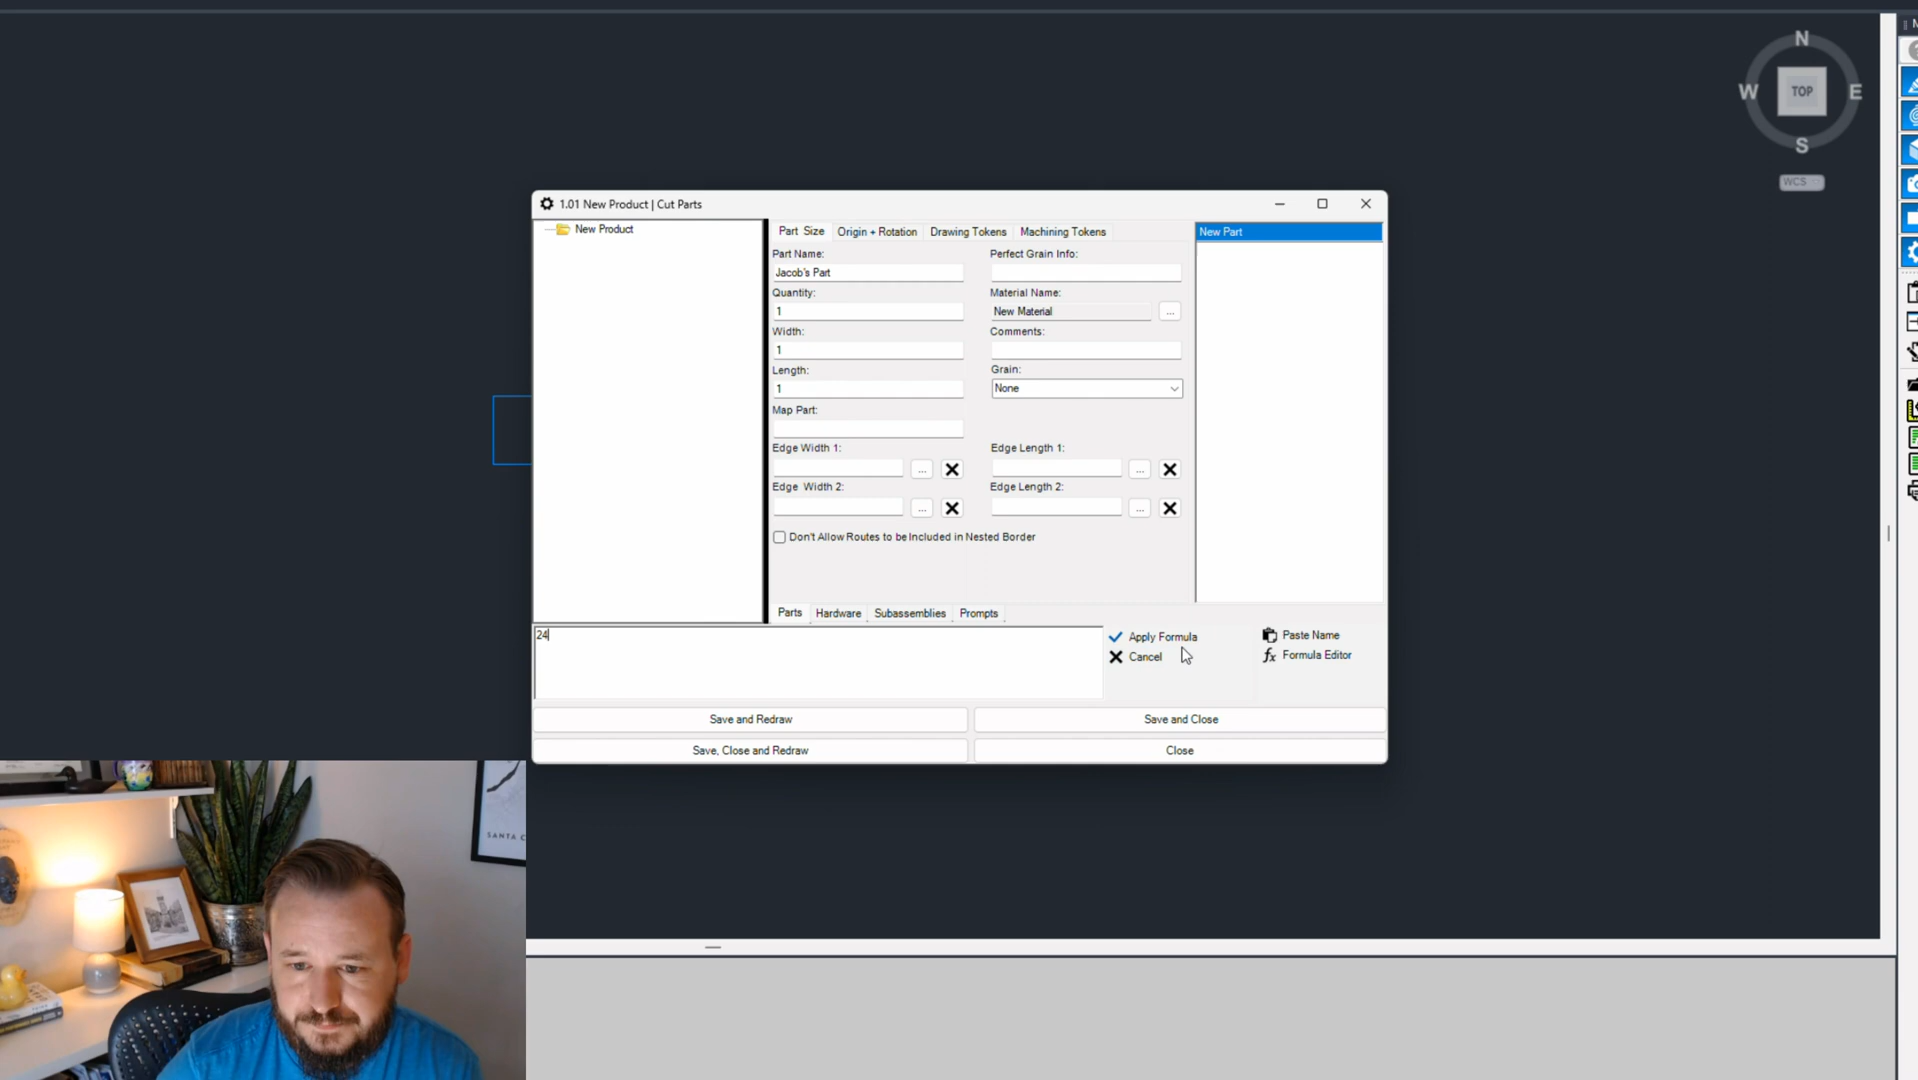 N
W TOP E
S
WCS
1.01 New Product | Cut Parts
New Product
Part Size Origin + Rotation Drawing Tokens Machining Tokens
New Part
Part Name: Perfect Grain Info:
Jacob's Part
Quantity: Material Name:
1 New Material ...
Width: Comments:
1
Length: Grain:
1 None
Map Part:
Edge Width 1: Edge Length 1:
... ...
Edge Width 2: Edge Length 2:
... ...
Don't Allow Routes to be Included in Nested Border
Parts Hardware Subassemblies Prompts
24
Apply Formula Paste Name
Cancel fx Formula Editor
Save and Redraw Save and Close
Save, Close and Redraw Close
SANTA C